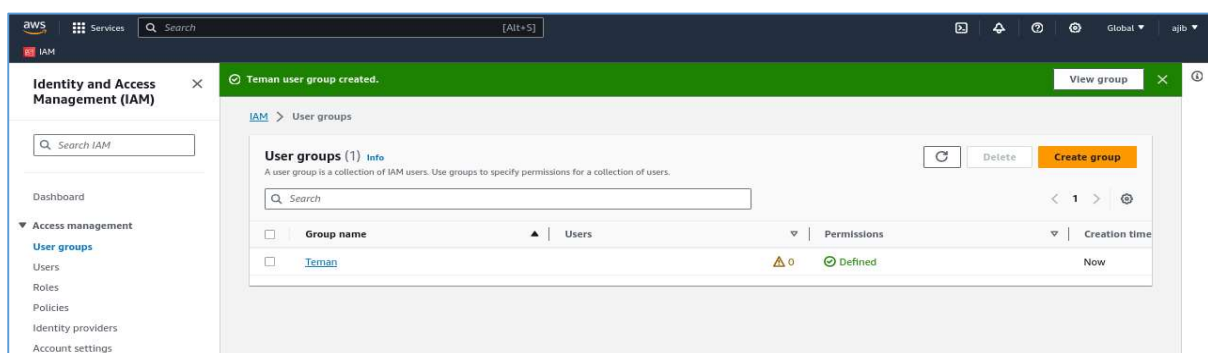 aws Services Search [Alt+S] Global ajib
IAM
Identity and Access Management (IAM)
Search IAM
Dashboard
Access management
User groups
Users
Roles
Policies
Identity providers
Account settings
Teman user group created. View group
IAM > User groups
User groups (1) Info Delete Create group
A user group is a collection of IAM users. Use groups to specify permissions for a collection of users.
Search < 1 >
Group name Users Permissions Creation time
Teman 0 Defined Now